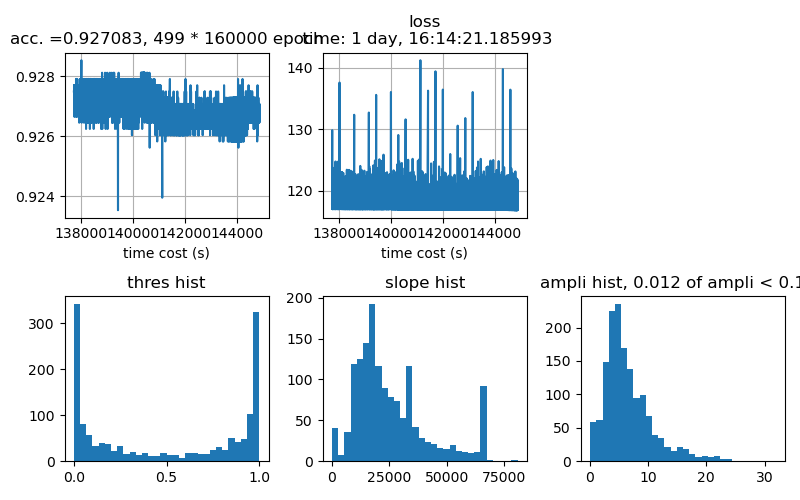 loss
acc. =0.927083, 499 * 160000 epoch
time: 1 day, 16:14:21.185993
0.928
0.926
0.924
140
130
120
138000 140000 142000 144000
138000 140000 142000 144000
time cost (s)
time cost (s)
thres hist
slope hist
ampli hist, 0.012 of ampli < 0.1
300
200
100
0
200
150
100
50
0
200
150
100
50
0
0.0 0.5 1.0
0 25000 50000 75000
0 10 20 30